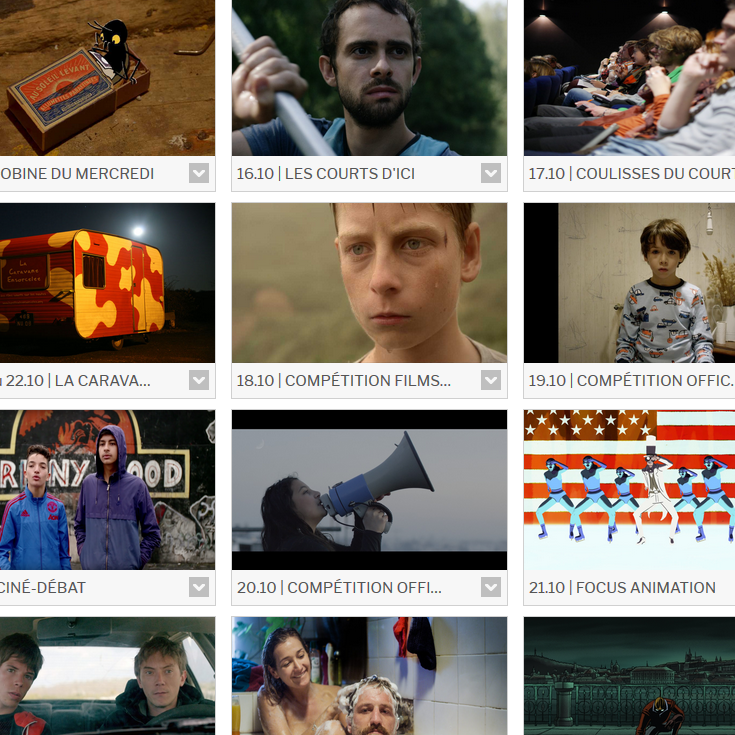 AU SOLEIL LEVANT
OBINE DU MERCREDI
16.10 | LES COURTS D'ICI
17.10 | COULISSES DU COURT
La
Caravane
Ensorcelée
22.10 | LA CARAVA...
18.10 | COMPÉTITION FILMS...
19.10 | COMPÉTITION OFFIC.
OOD
CINÉ-DÉBAT
20.10 | COMPÉTITION OFFI...
21.10 | FOCUS ANIMATION